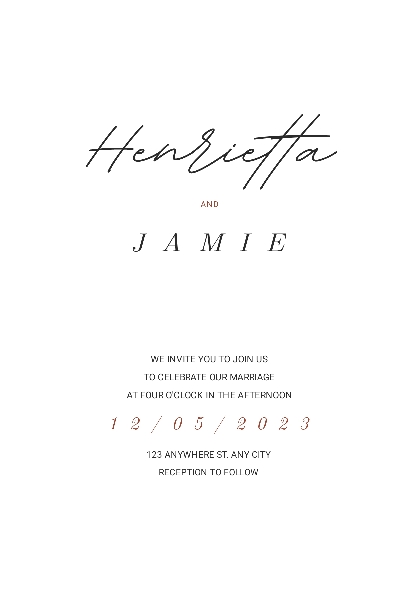 Henrietta
AND
JAMIE
WE INVITE YOU TO JOIN US
TO CELEBRATE OUR MARRIAGE
AT FOUR O'CLOCK IN THE AFTERNOON
12/05/2023
123 ANYWHERE ST. ANY CITY
RECEPTION TO FOLLOW